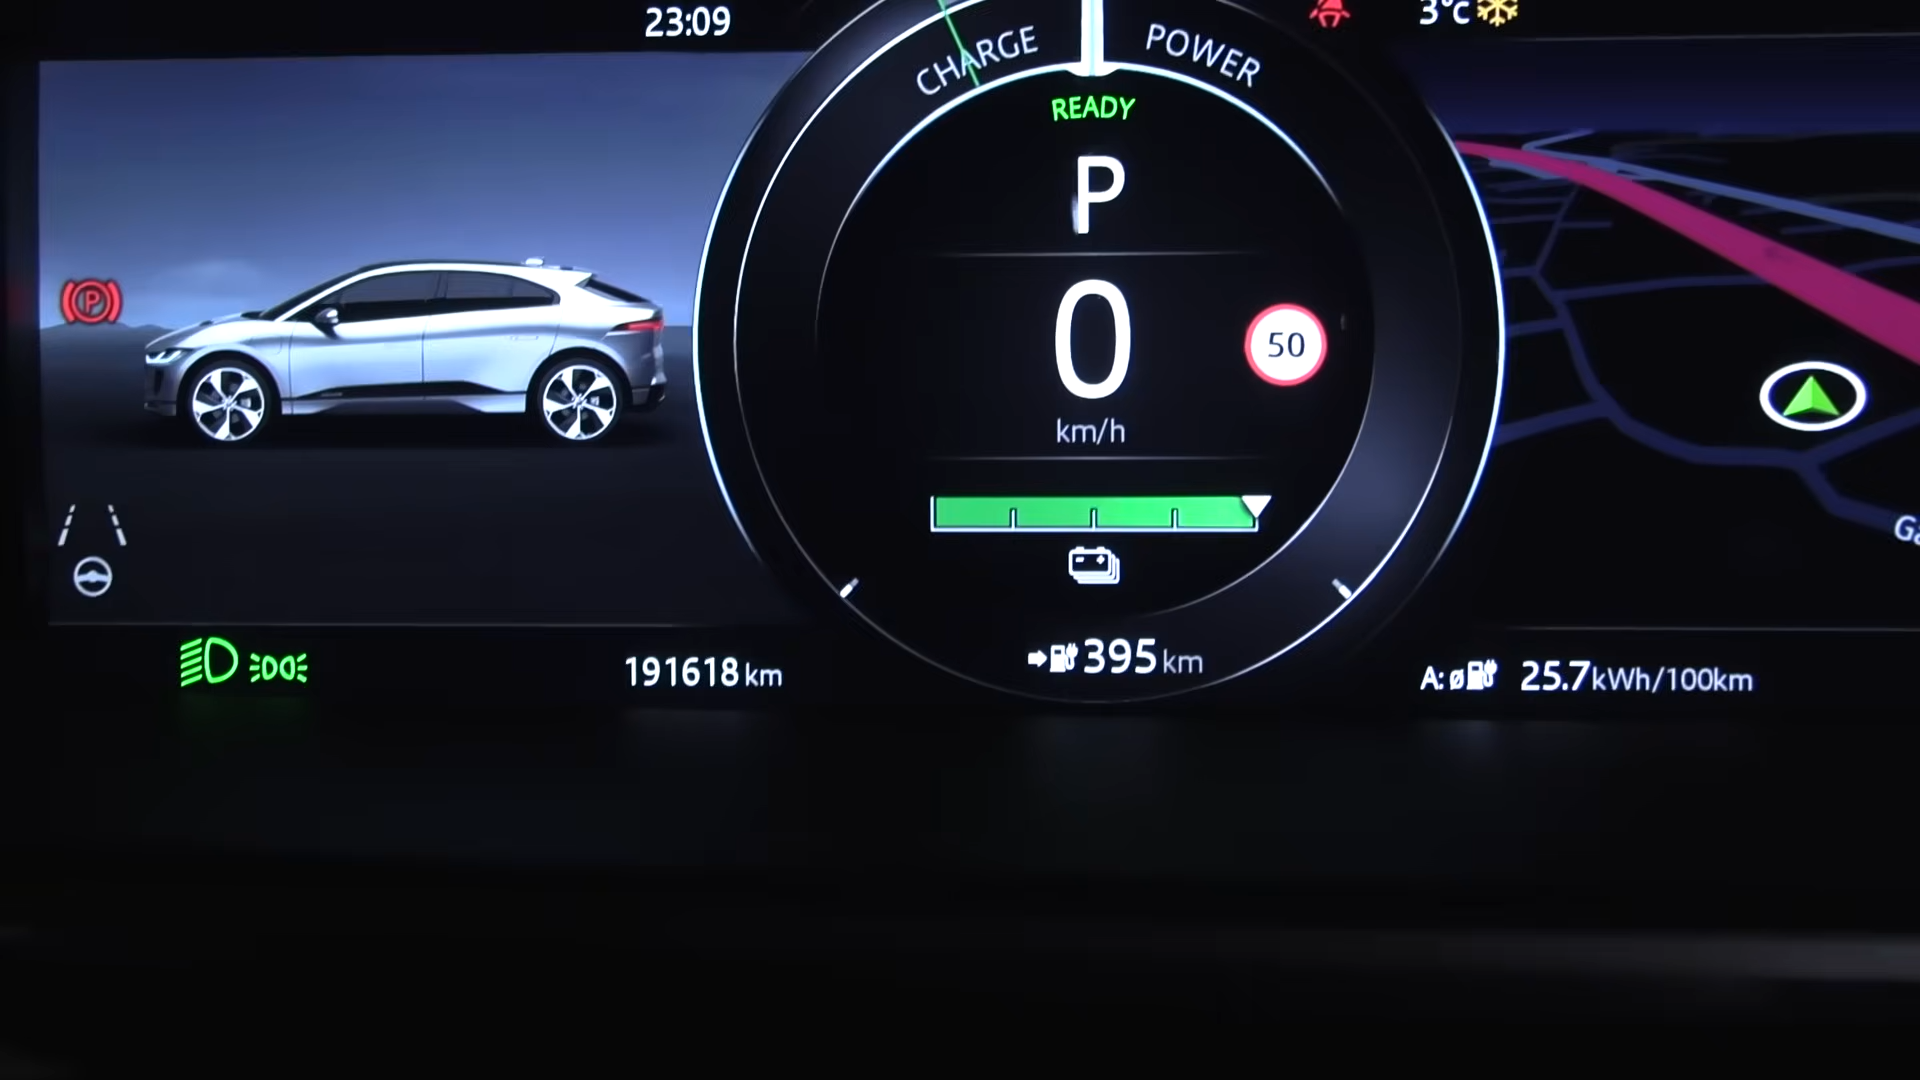 23:09
3°C
CHARGE
POWER
READY
P
0
km/h
50
191618 km
395 km
A: ø 25.7 kWh/100km